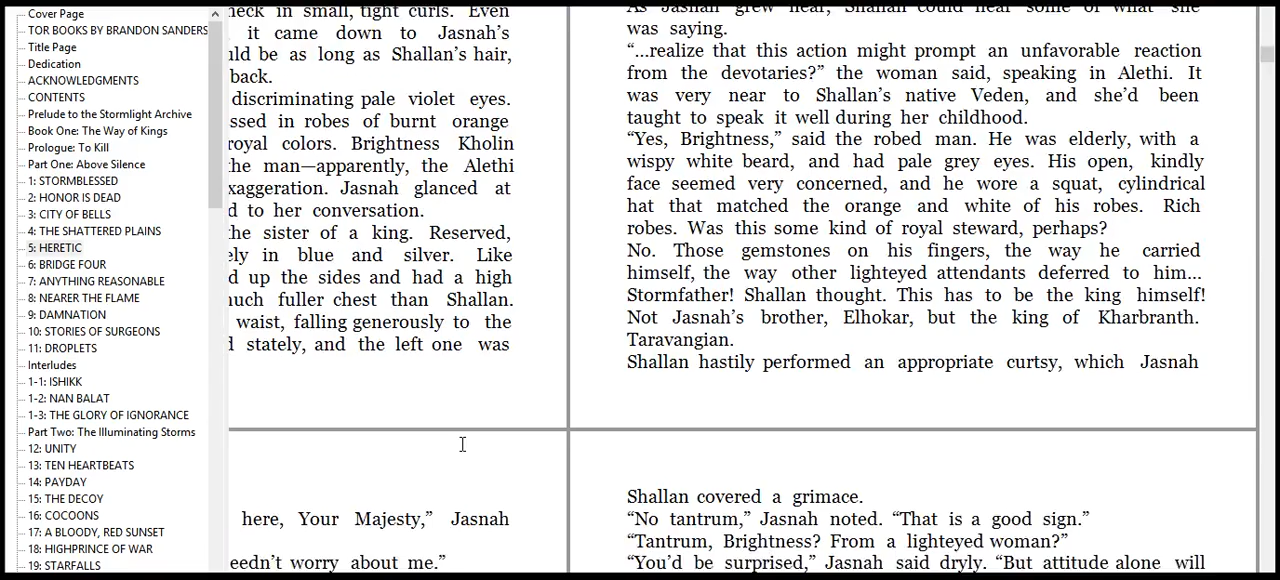 Cover Page
TOR BOOKS BY BRANDON SANDERS
Title Page
Dedication
ACKNOWLEDGMENTS
CONTENTS
Prelude to the Stormlight Archive
Book One: The Way of Kings
Prologue: To Kill
Part One: Above Silence
1: STORMBLESSED
2: HONOR IS DEAD
3: CITY OF BELLS
4: THE SHATTERED PLAINS
5: HERETIC
6: BRIDGE FOUR
7: ANYTHING REASONABLE
8: NEARER THE FLAME
9: DAMNATION
10: STORIES OF SURGEONS
11: DROPLETS
Interludes
1-1: ISHIKK
1-2: NAN BALAT
1-3: THE GLORY OF IGNORANCE
Part Two: The Illuminating Storms
12: UNITY
13: TEN HEARTBEATS
14: PAYDAY
15: THE DECOY
16: COCOONS
17: A BLOODY, RED SUNSET
18: HIGHPRINCE OF WAR
19: STARFALLS
neck in small, tight curls. Even
it came down to Jasnah’s
uld be as long as Shallan’s hair,
back.
discriminating pale violet eyes.
ssed in robes of burnt orange
royal colors. Brightness Kholin
the man—apparently, the Alethi
xaggeration. Jasnah glanced at
d to her conversation.
the sister of a king. Reserved,
ely in blue and silver. Like
d up the sides and had a high
much fuller chest than Shallan.
waist, falling generously to the
d stately, and the left one was
As Jasnah grew near, Shallan could hear some of what she
was saying.
“…realize that this action might prompt an unfavorable reaction
from the devotaries?” the woman said, speaking in Alethi. It
was very near to Shallan’s native Veden, and she’d been
taught to speak it well during her childhood.
“Yes, Brightness,” said the robed man. He was elderly, with a
wispy white beard, and had pale grey eyes. His open, kindly
face seemed very concerned, and he wore a squat, cylindrical
hat that matched the orange and white of his robes. Rich
robes. Was this some kind of royal steward, perhaps?
No. Those gemstones on his fingers, the way he carried
himself, the way other lighteyed attendants deferred to him…
Stormfather! Shallan thought. This has to be the king himself!
Not Jasnah’s brother, Elhokar, but the king of Kharbranth.
Taravangian.
Shallan hastily performed an appropriate curtsy, which Jasnah
here, Your Majesty,” Jasnah
eedn’t worry about me.”
Shallan covered a grimace.
“No tantrum,” Jasnah noted. “That is a good sign.”
“Tantrum, Brightness? From a lighteyed woman?”
“You’d be surprised,” Jasnah said dryly. “But attitude alone will